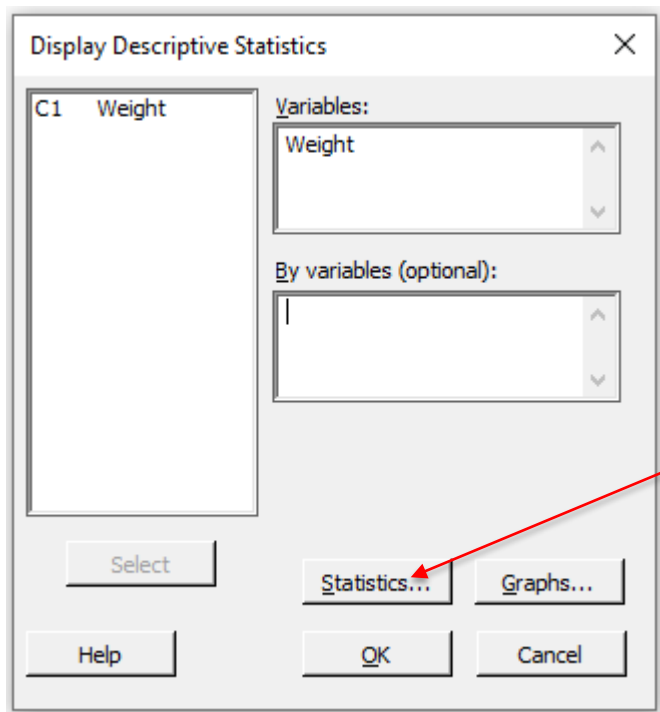 Display Descriptive Statistics
C1 Weight
Variables:
Weight
By variables (optional):
Select
Statistics...
Graphs...
Help
OK
Cancel